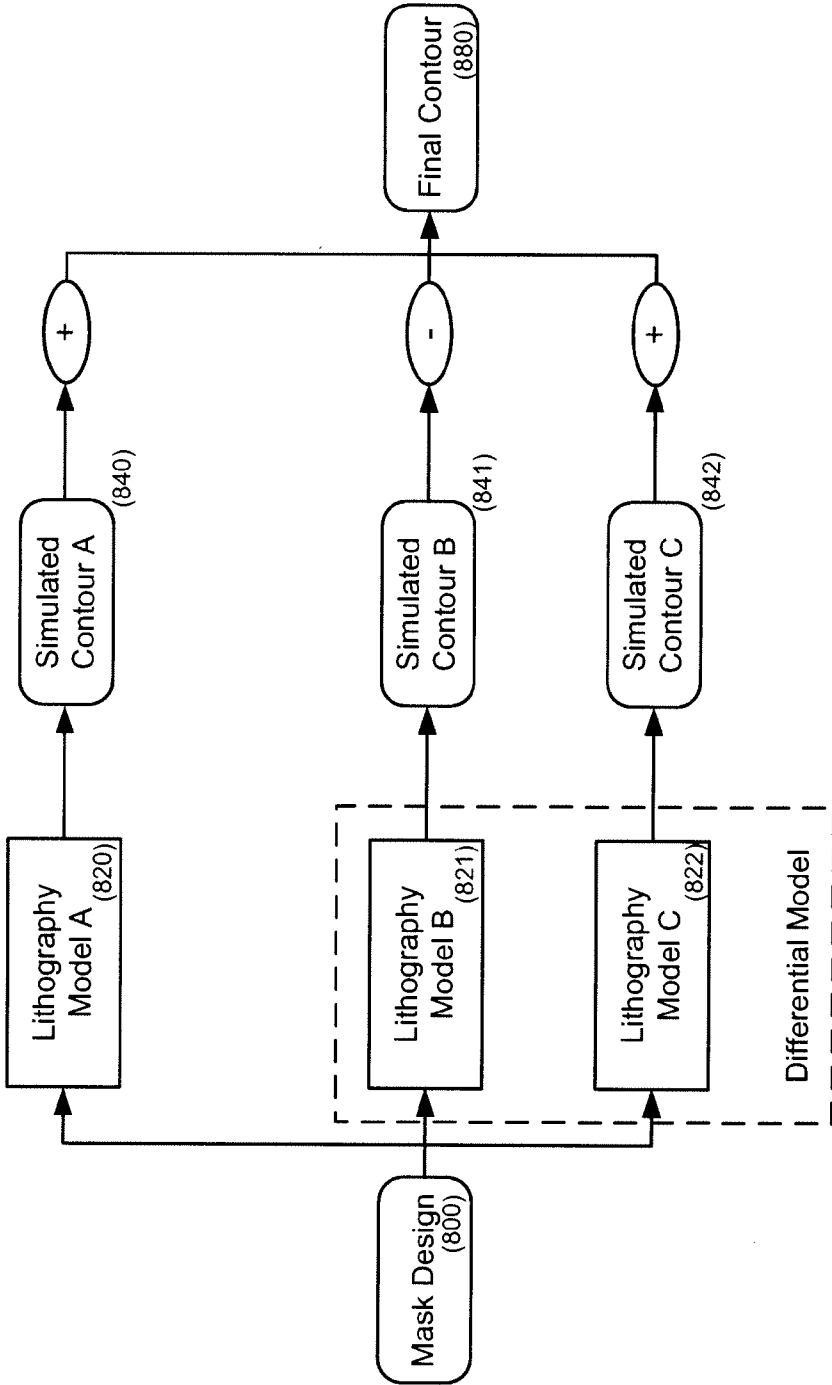 Mask Design
(800)
Lithography
Model A
(820)
Lithography
Model B
(821)
Lithography
Model C
(822)
Differential Model
Simulated
Contour A
(840)
Simulated
Contour B
(841)
Simulated
Contour C
(842)
+
-
+
Final Contour
(880)